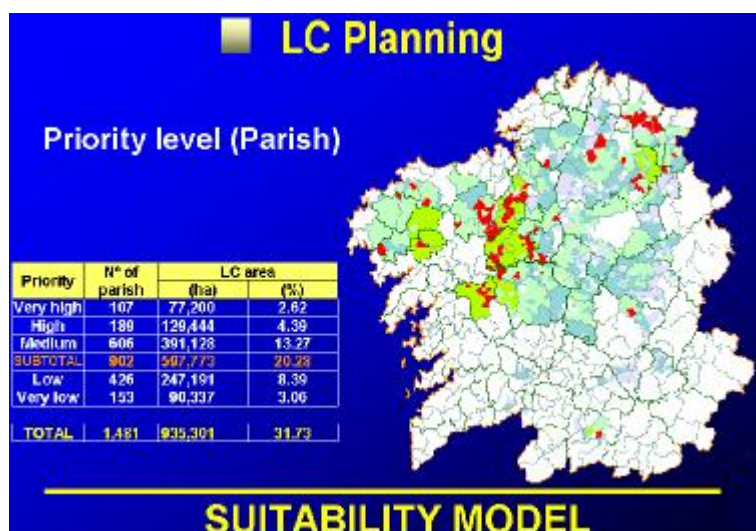 LC Planning
Priority level (Parish)
Priority Nº of parish LC area (ha) (%)
Very high 107 77,200 2.62
High 189 129,444 4.39
Medium 606 391,128 13.27
SUBTOTAL 902 597,773 20.28
Low 426 247,191 8.39
Very low 153 90,337 3.06
TOTAL 1,481 935,301 31.73
SUITABILITY MODEL